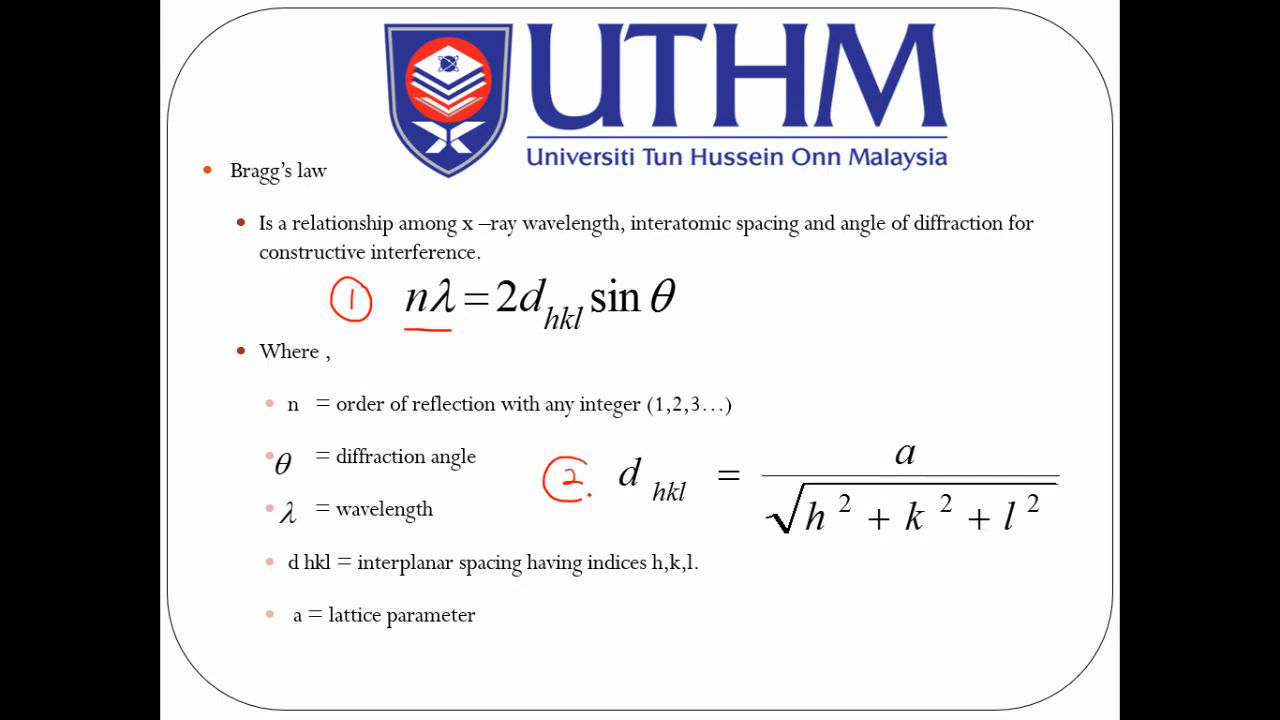 UTHM
Universiti Tun Hussein Onn Malaysia
• Bragg's law
• Is a relationship among x –ray wavelength, interatomic spacing and angle of diffraction for
constructive interference.
1 nλ = 2d_hkl sin θ
• Where ,
• n = order of reflection with any integer (1,2,3…)
• θ = diffraction angle
2. d_hkl = a / √(h² + k² + l²)
• λ = wavelength
• d hkl = interplanar spacing having indices h,k,l.
• a = lattice parameter